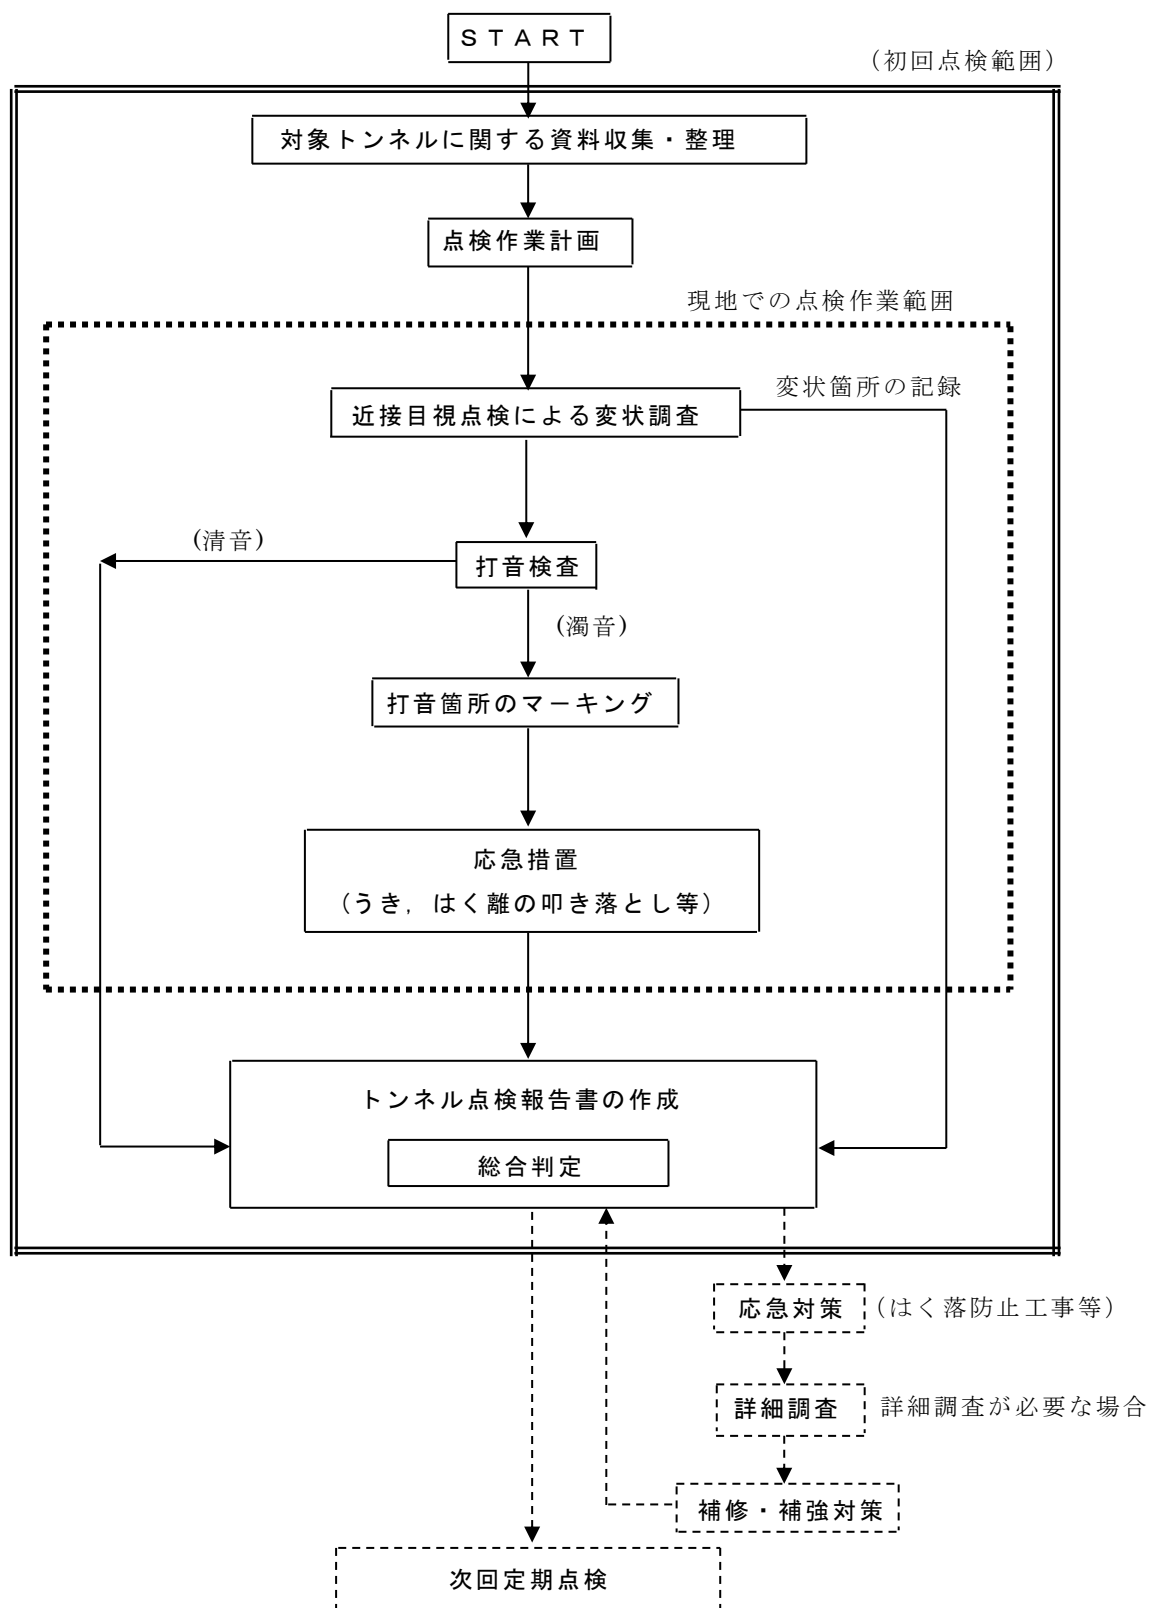 START
(初回点検範囲)
対象トンネルに関する資料収集・整理
点検作業計画
現地での点検作業範囲
変状箇所の記録
近接目視点検による変状調査
(清音)
打音検査
(濁音)
打音箇所のマーキング
応急措置
(うき, はく離の叩き落とし等)
トンネル点検報告書の作成
総合判定
応急対策
(はく落防止工事等)
詳細調査
詳細調査が必要な場合
補修・補強対策
次回定期点検